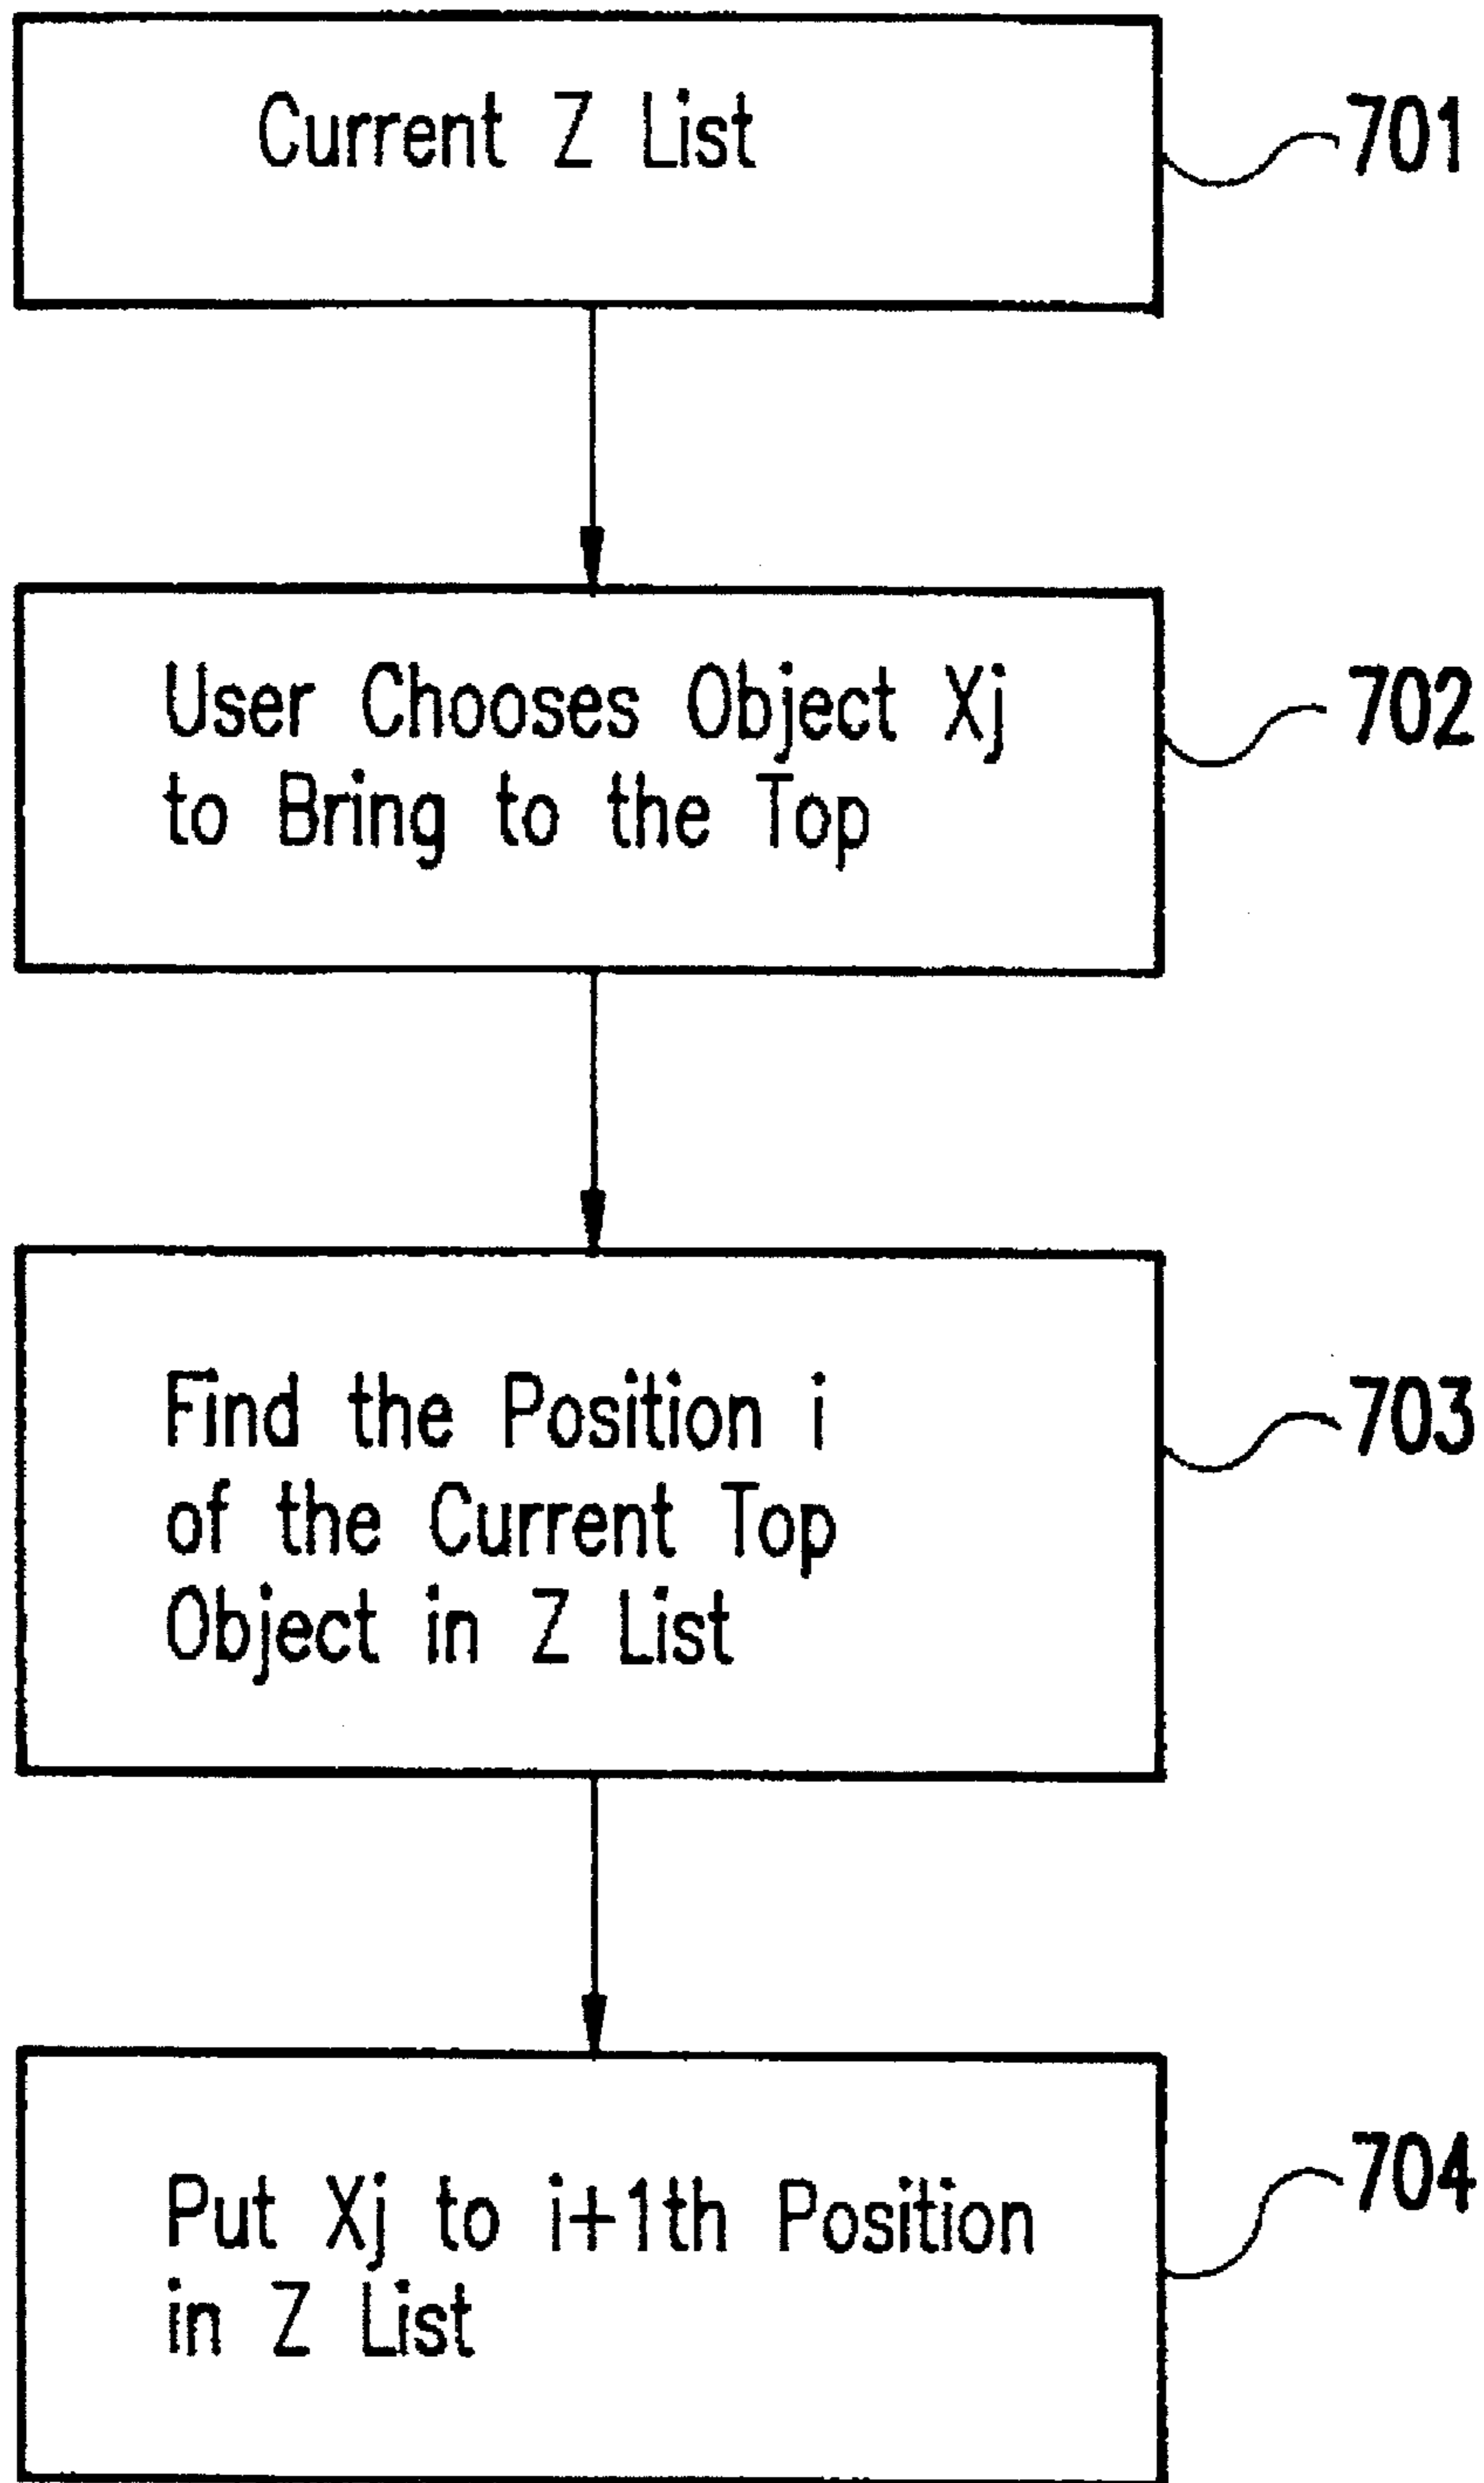 Current Z List
701
User Chooses Object Xj
to Bring to the Top
702
Find the Position i
of the Current Top
Object in Z List
703
Put Xj to i+1th Position
in Z List
704